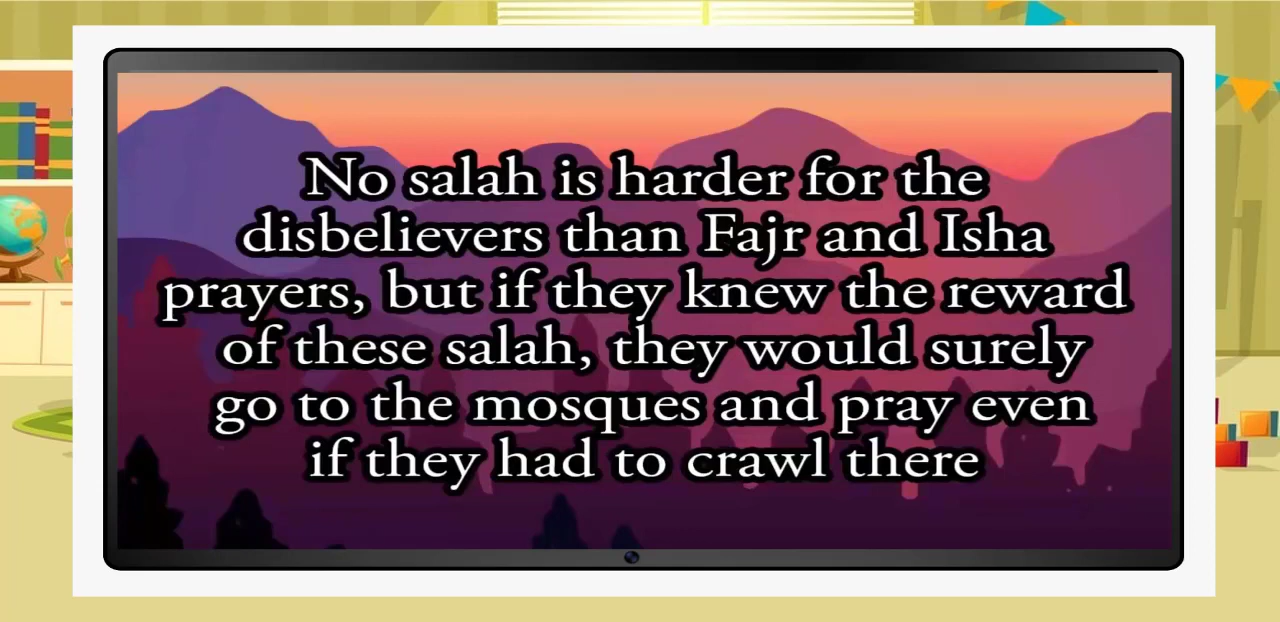 No salah is harder for the
disbelievers than Fajr and Isha
prayers, but if they knew the reward
of these salah, they would surely
go to the mosques and pray even
if they had to crawl there